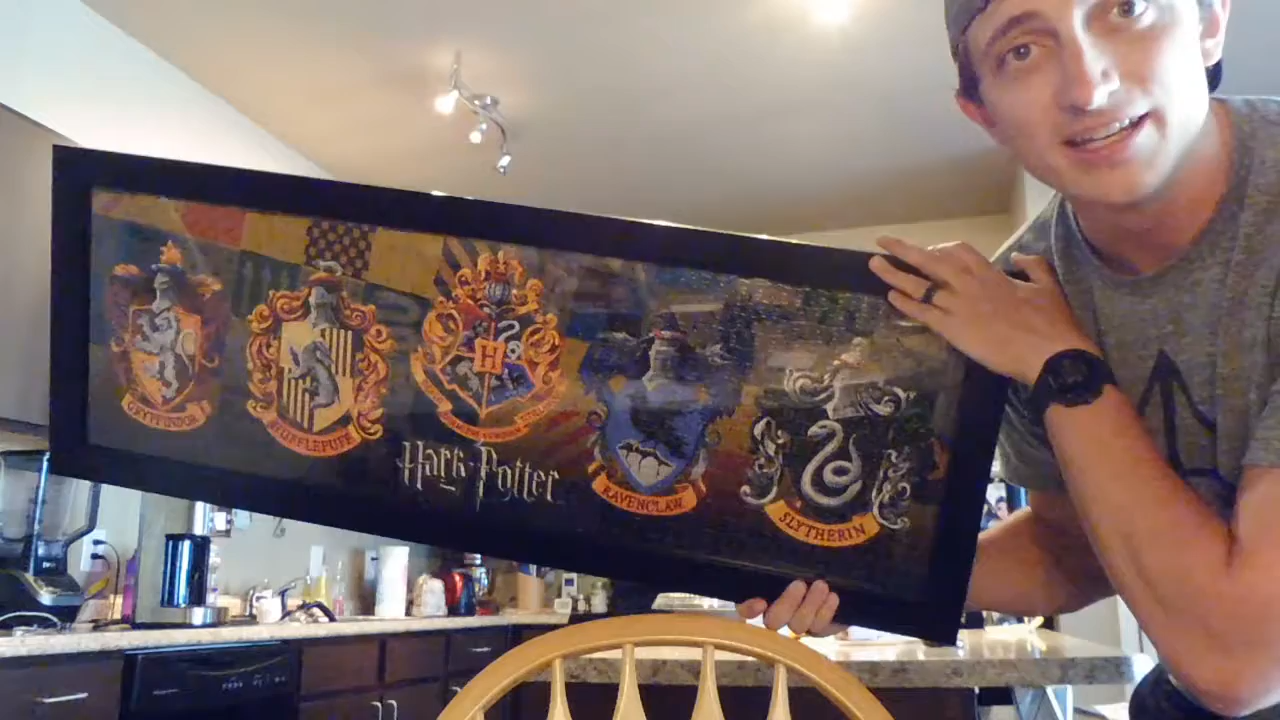 GRYFFINDOR
HUFFLEPUFF
H
Harry Potter
RAVENCLAW
SLYTHERIN